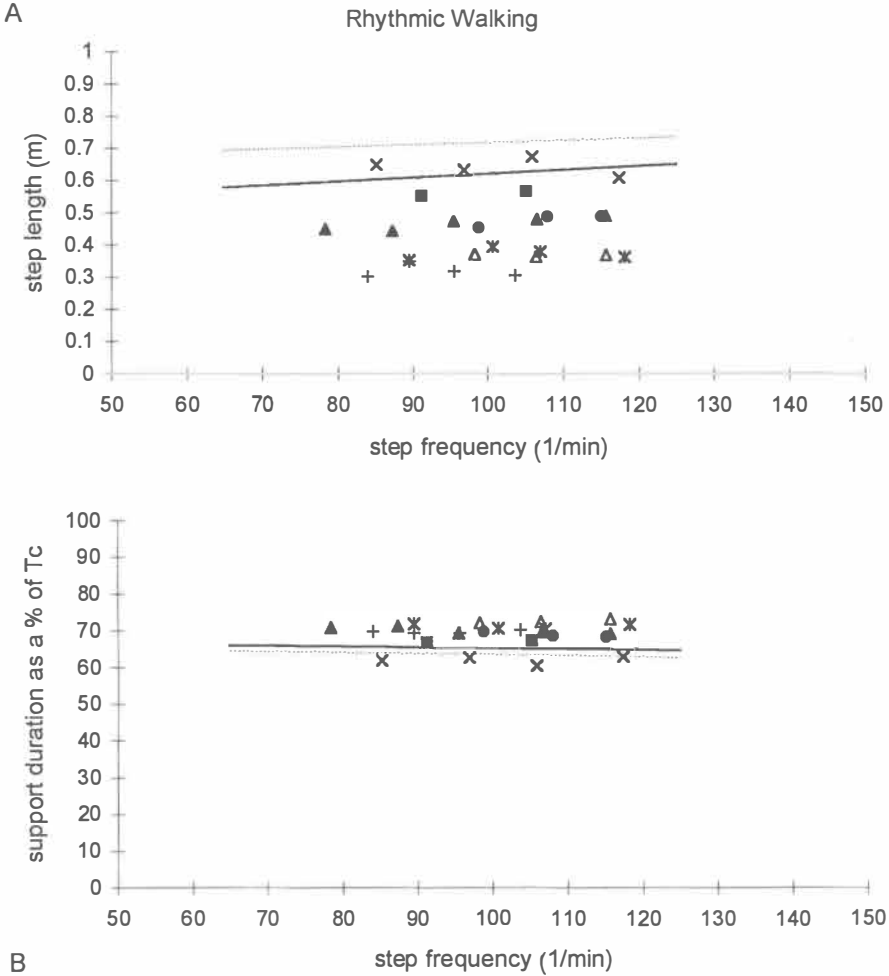 A
Rhythmic Walking
1
0.9
0.8
0.7
0.6
0.5
0.4
0.3
0.2
0.1
0
step length (m)
50 60 70 80 90 100 110 120 130 140 150
step frequency (1/min)
100
90
80
70
60
50
40
30
20
10
0
support duration as a % of Tc
50 60 70 80 90 100 110 120 130 140 150
step frequency (1/min)
B